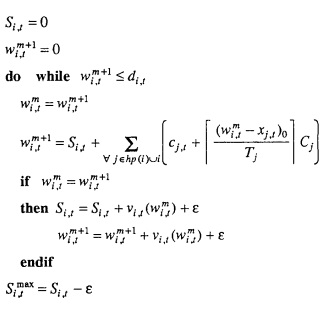 S_{i,t} = 0
w_{i,t}^{m+1} = 0
do while w_{i,t}^{m+1} ≤ d_{i,t}
w_{i,t}^{m} = w_{i,t}^{m+1}
w_{i,t}^{m+1} = S_{i,t} + ∑_{∀ j∈hp(i)∪i} ( c_{j,t} + ⌈ (w_{i,t}^{m} − x_{j,t})_0 / T_j ⌉ C_j )
if w_{i,t}^{m} = w_{i,t}^{m+1}
then S_{i,t} = S_{i,t} + v_{i,t}(w_{i,t}^{m}) + ε
w_{i,t}^{m+1} = w_{i,t}^{m+1} + v_{i,t}(w_{i,t}^{m}) + ε
endif
S_{i,t}^{max} = S_{i,t} − ε